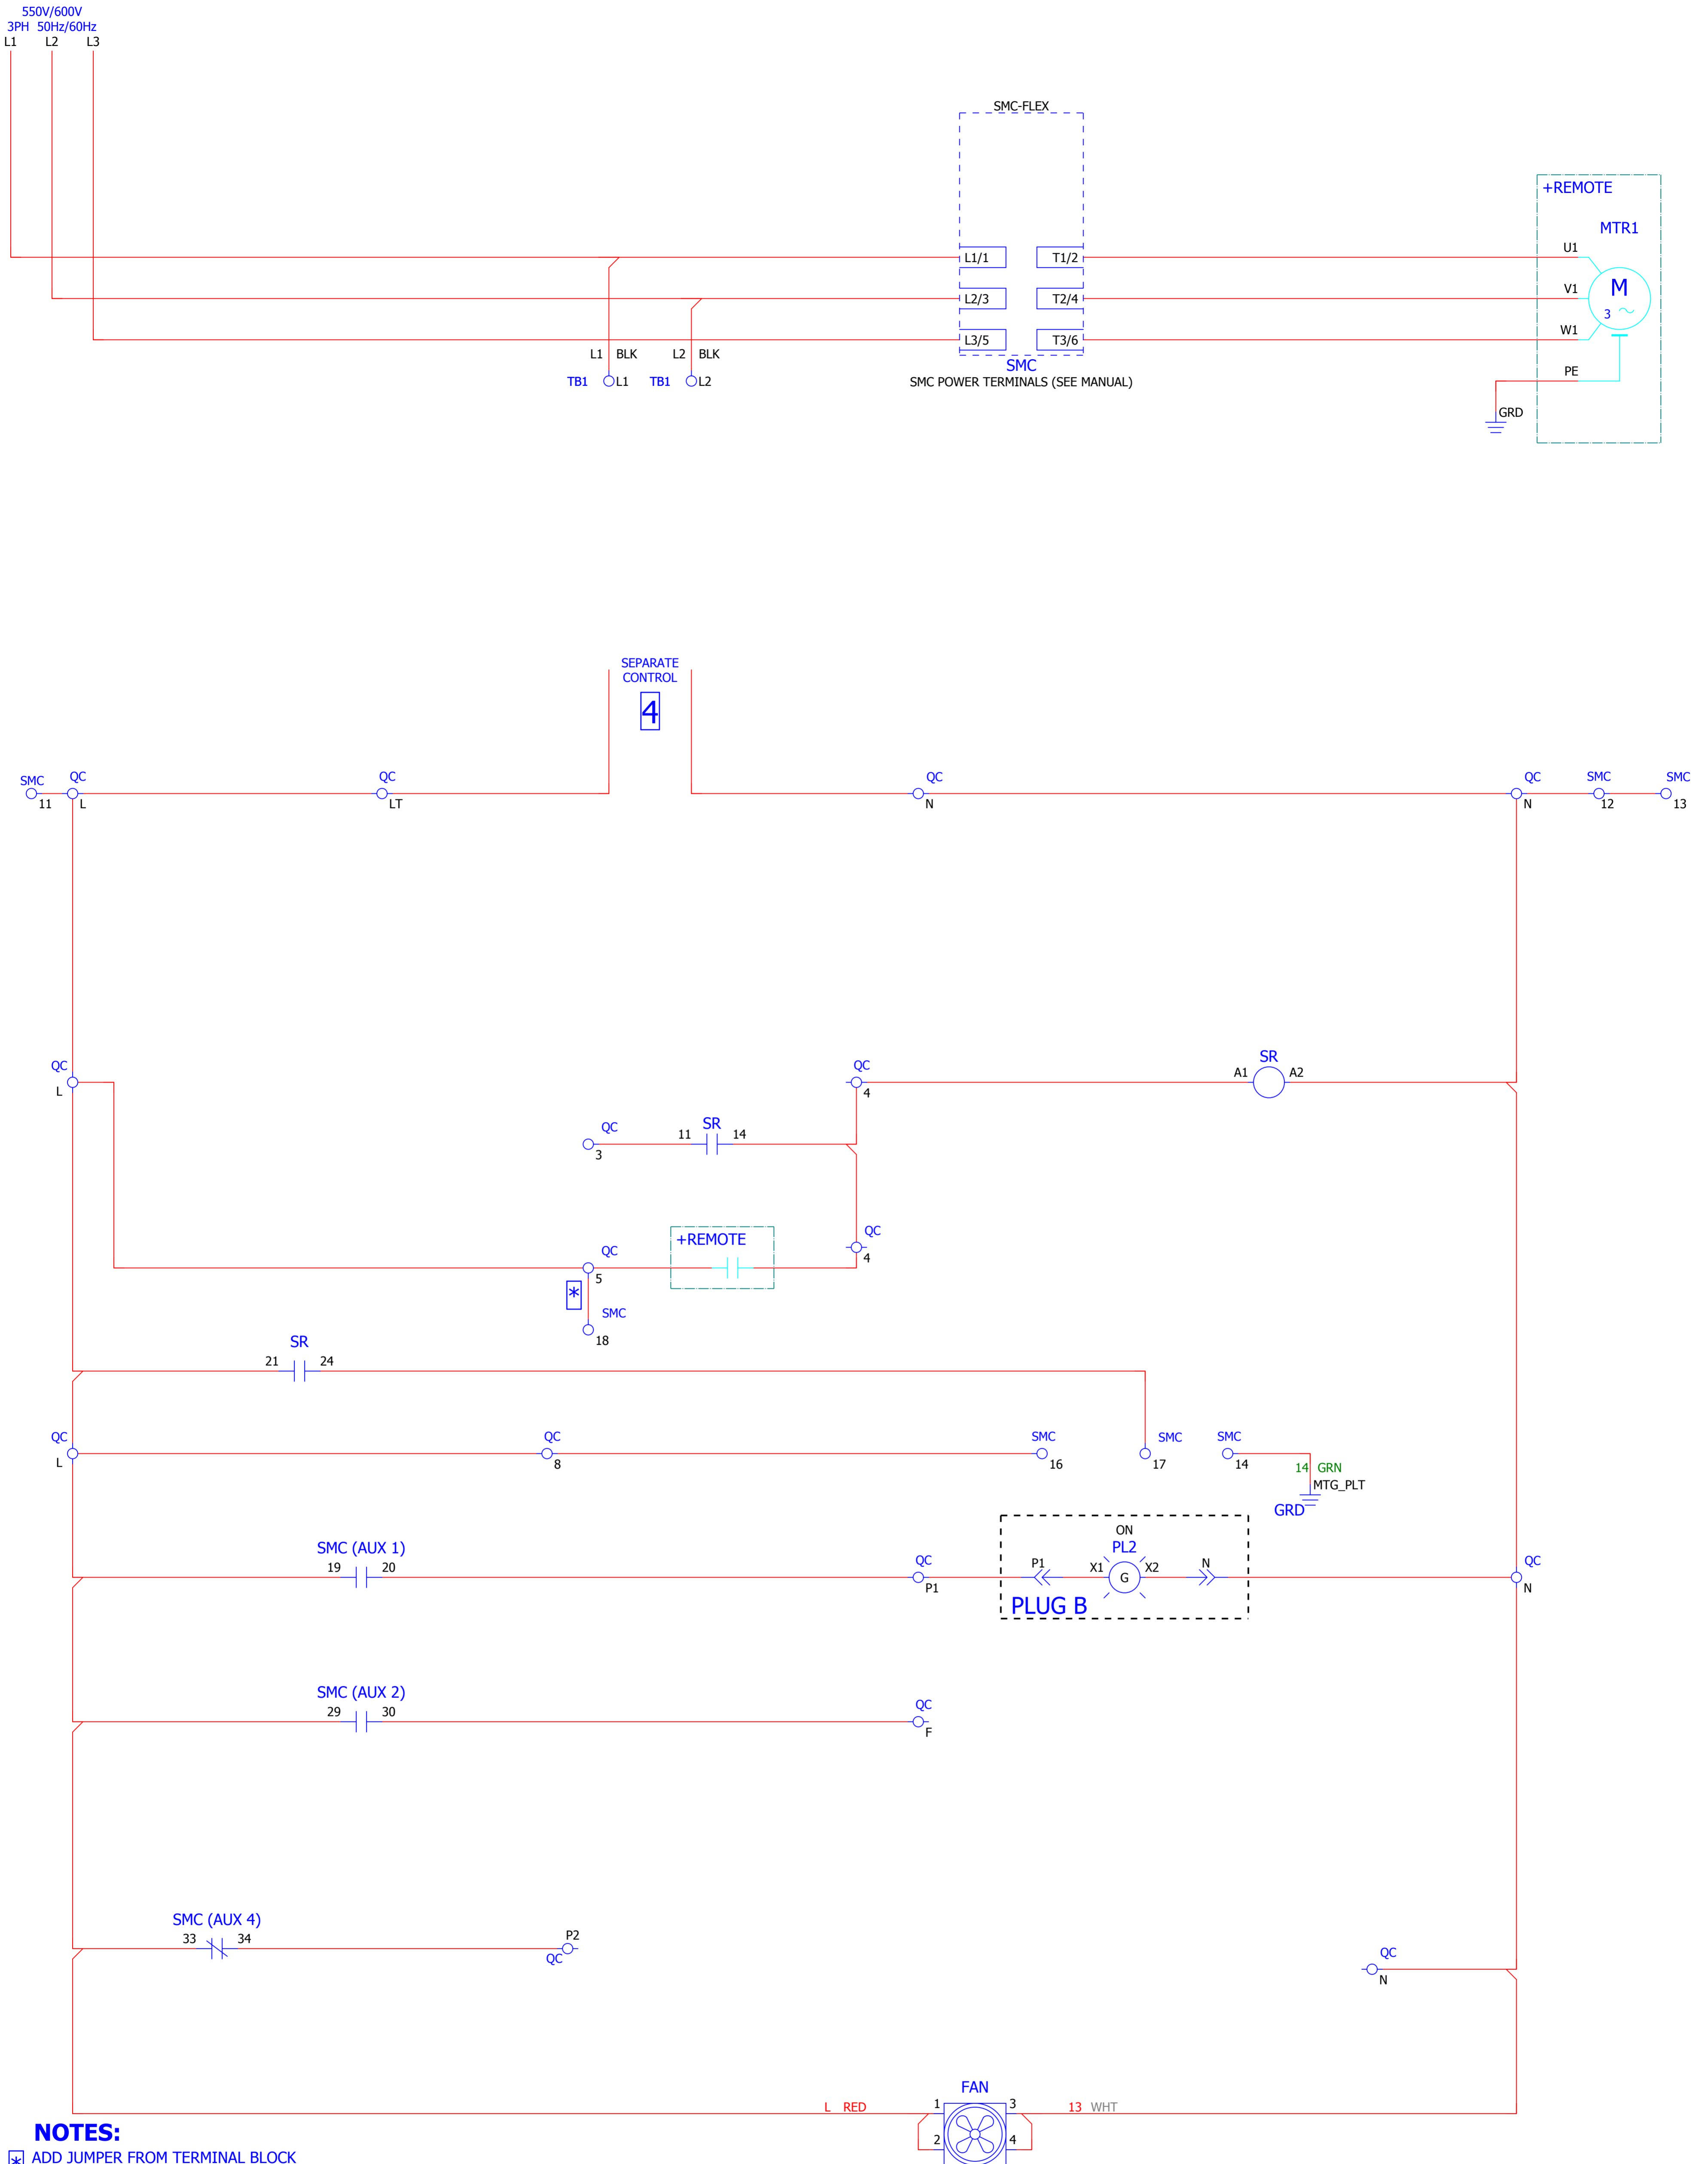 550V/600V
3PH 50Hz/60Hz
L1 L2 L3
SMC-FLEX
+REMOTE
MTR1
L1/1 T1/2 U1
L2/3 T2/4 V1 M
3
L3/5 T3/6 W1
L1 BLK L2 BLK
SMC
PE
TB1 L1 TB1 L2
SMC POWER TERMINALS (SEE MANUAL)
GRD
SEPARATE
CONTROL
4
SMC QC QC QC QC SMC SMC
11 L LT N N 12 13
QC QC SR
A1 A2
L 4
QC 11 SR 14
3
QC
+REMOTE
QC 4
5
*
SMC
18
SR
21 24
QC QC SMC SMC SMC
L 8 16 17 14
14 GRN
MTG_PLT
GRD
ON
SMC (AUX 1) PL2
19 20 QC P1 X1 G X2 N QC
P1 N
PLUG B
SMC (AUX 2)
29 30 QC
F
SMC (AUX 4)
33 34 P2
QC
QC
N
FAN
L RED 1 3 13 WHT
2 4
NOTES:
* ADD JUMPER FROM TERMINAL BLOCK